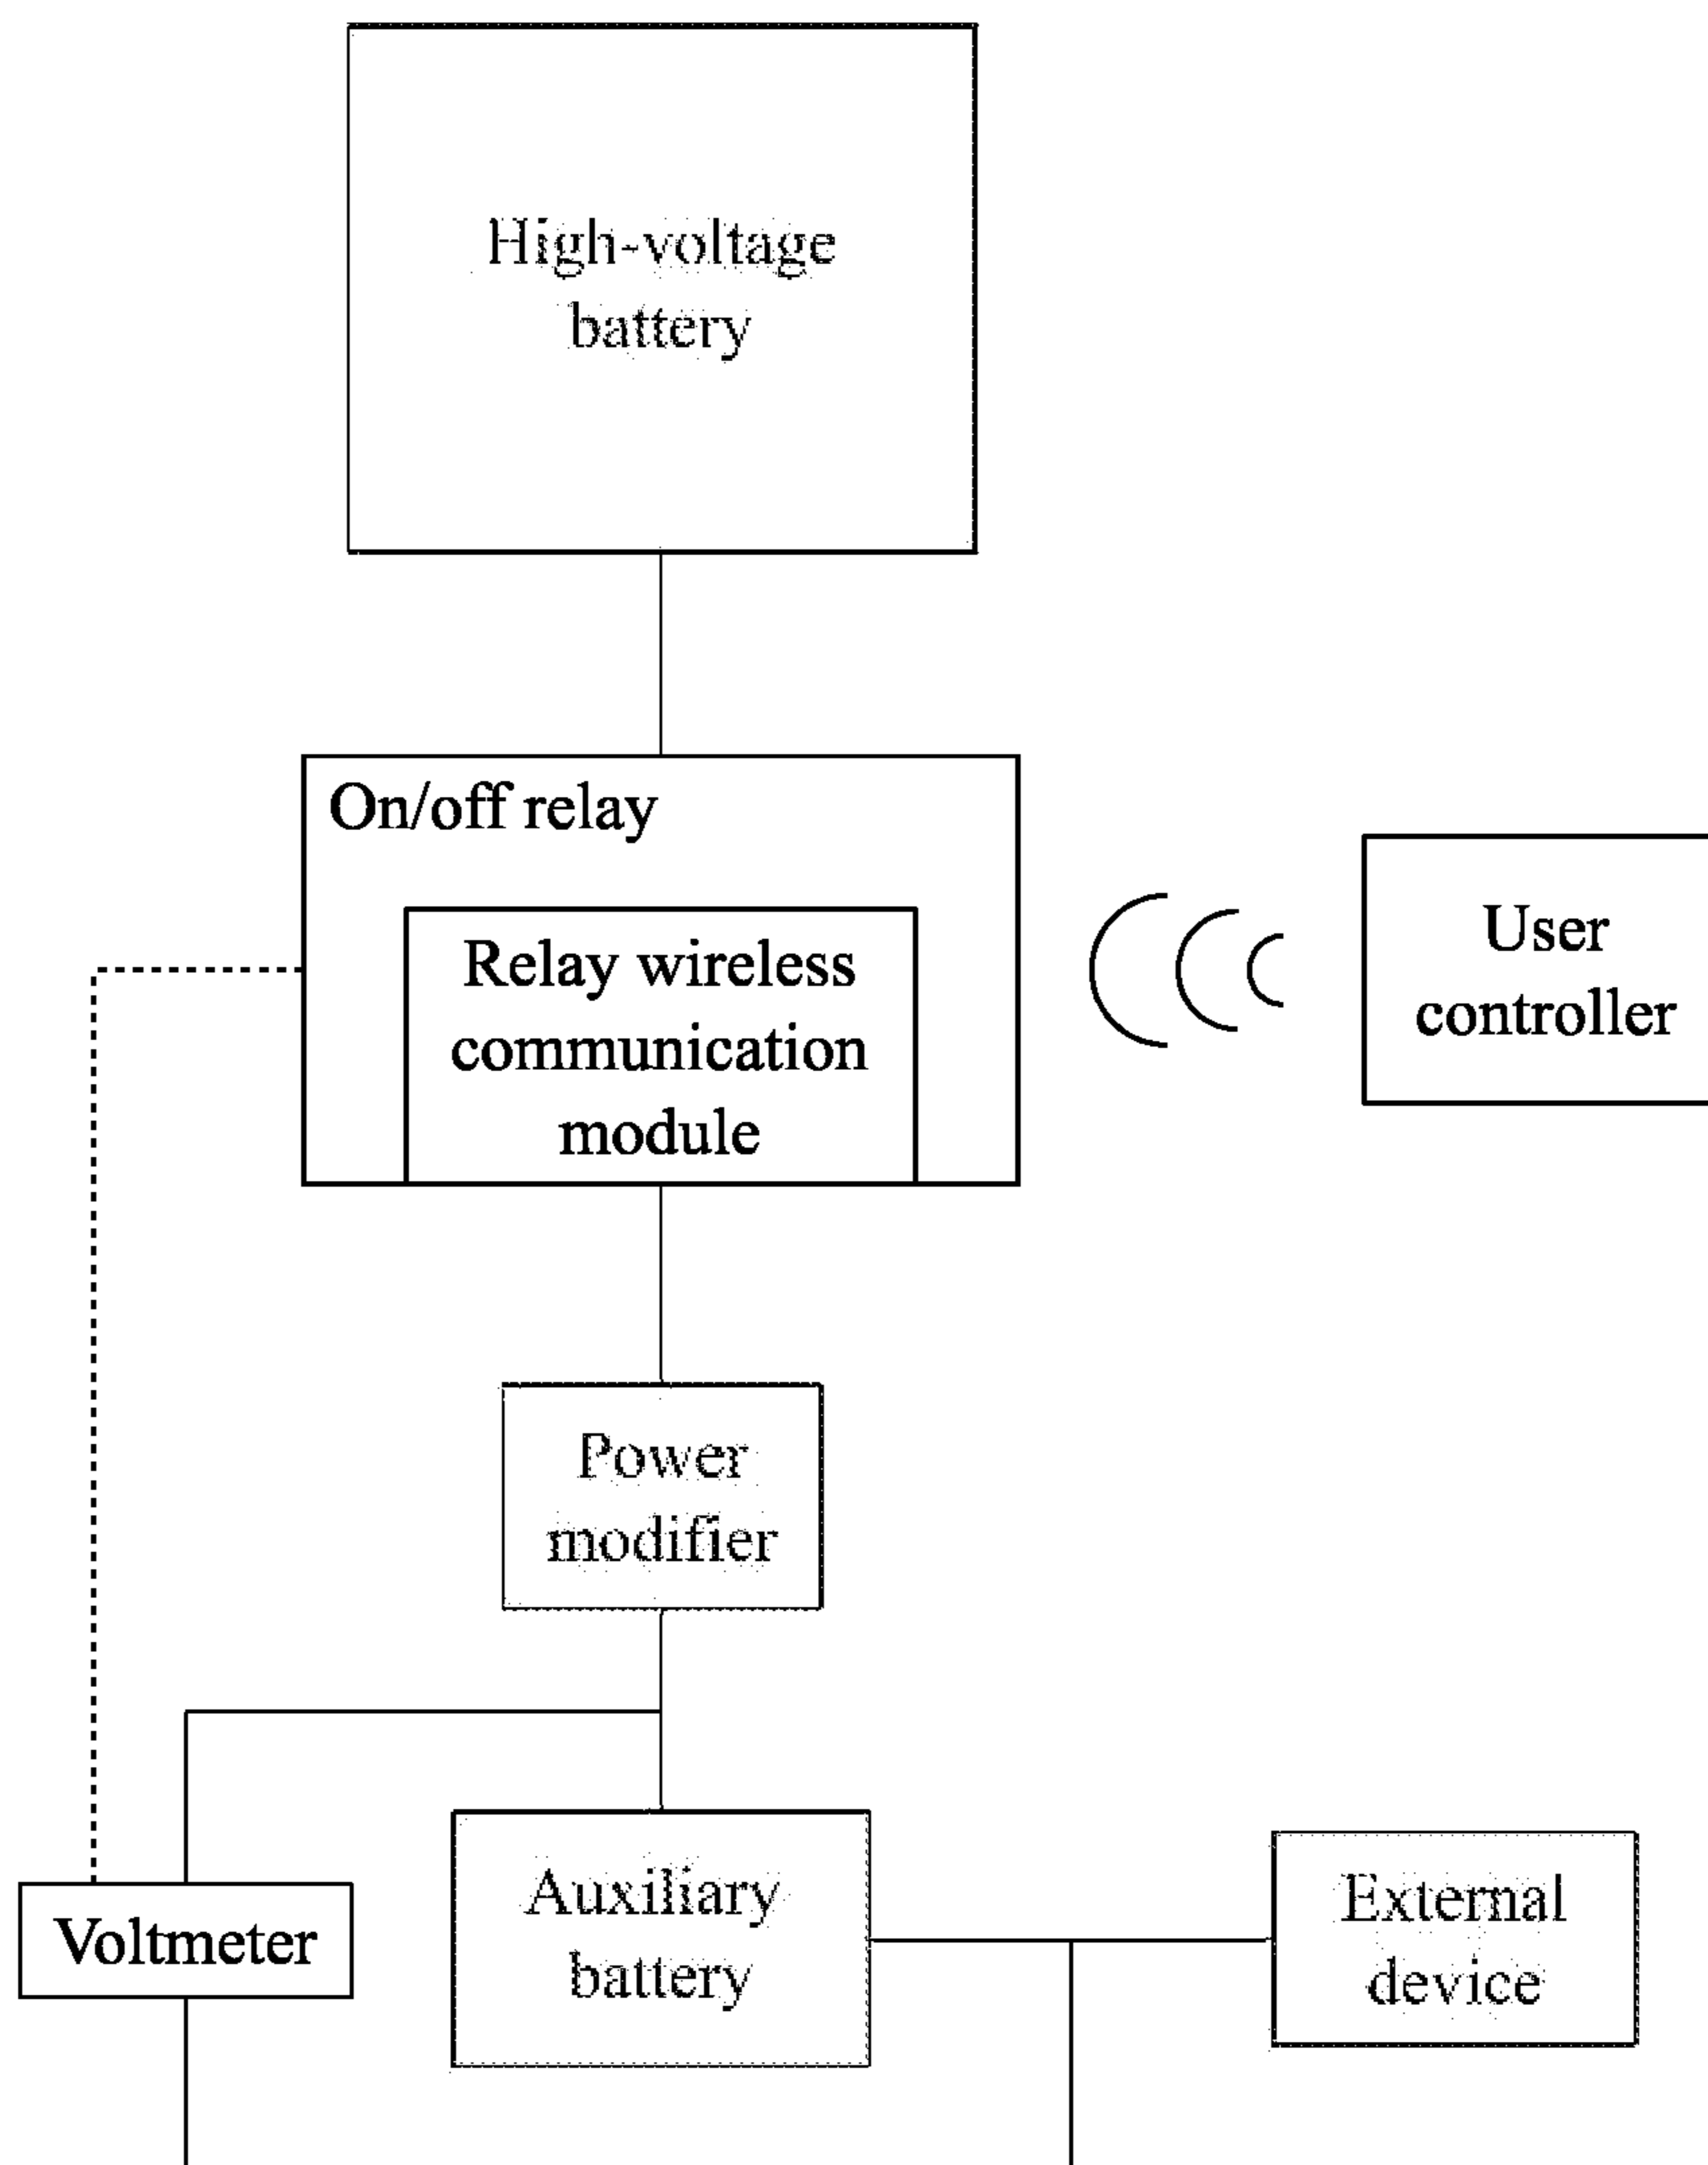 High-voltage
battery
On/off relay
Relay wireless
communication
module
User
controller
Power
modifier
Voltmeter
Auxiliary
battery
External
device